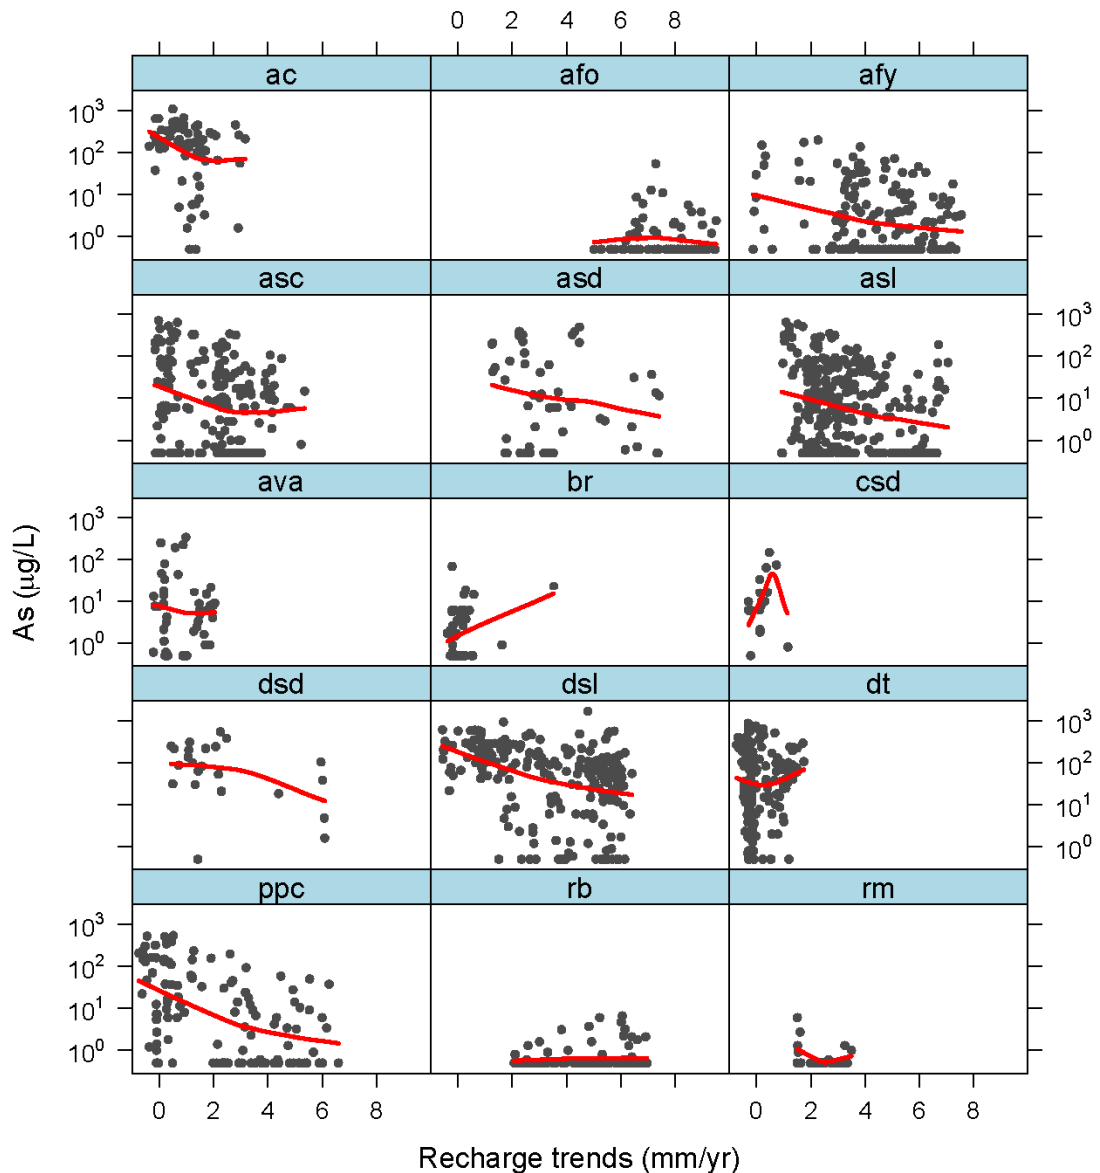 0 2 4 6 8
ac afo afy
10³
10²
10¹
10⁰
asc asd asl
10³
10²
10¹
10⁰
ava br csd
10³
10²
10¹
10⁰
dsd dsl dt
10³
10²
10¹
10⁰
ppc rb rm
10³
10²
10¹
10⁰
0 2 4 6 8 0 2 4 6 8
As (μg/L)
Recharge trends (mm/yr)